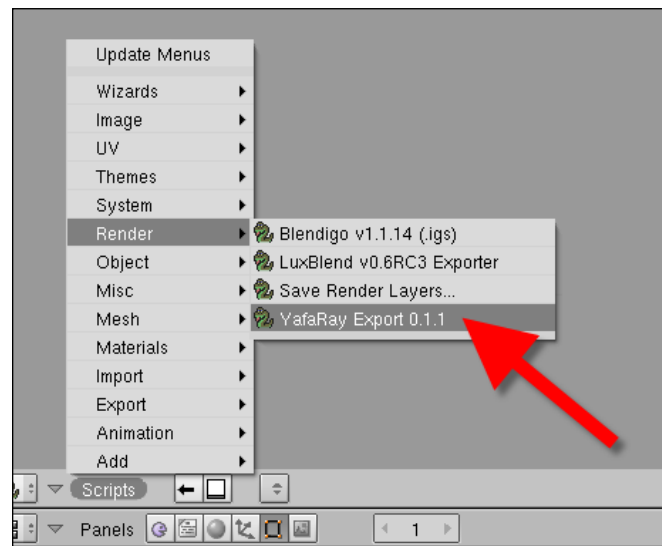 Update Menus
Wizards
Image
UV
Themes
System
Render
Blendigo v1.1.14 (.igs)
Object
LuxBlend v0.6RC3 Exporter
Misc
Save Render Layers...
Mesh
YafaRay Export 0.1.1
Materials
Import
Export
Animation
Add
Scripts
Panels
1